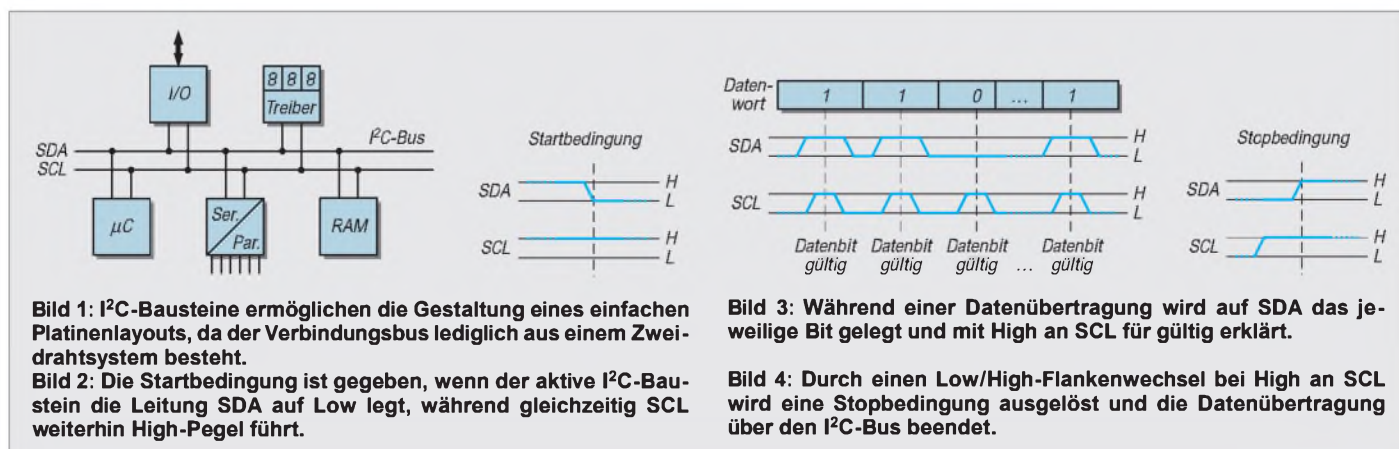 I/O
8 8 8
Treiber
I²C-Bus
SDA
SCL
µC
Ser.
Par.
RAM
Startbedingung
SDA
H
L
SCL
H
L
Daten-
wort
1 1 0 ... 1
SDA
H
L
SCL
H
L
Datenbit Datenbit Datenbit Datenbit
gültig gültig gültig ... gültig
Stopbedingung
SDA
H
L
SCL
H
L
Bild 1: I²C-Bausteine ermöglichen die Gestaltung eines einfachen
Platinenlayouts, da der Verbindungsbus lediglich aus einem Zwei-
drahtsystem besteht.
Bild 2: Die Startbedingung ist gegeben, wenn der aktive I²C-Bau-
stein die Leitung SDA auf Low legt, während gleichzeitig SCL
weiterhin High-Pegel führt.
Bild 3: Während einer Datenübertragung wird auf SDA das je-
weilige Bit gelegt und mit High an SCL für gültig erklärt.
Bild 4: Durch einen Low/High-Flankenwechsel bei High an SCL
wird eine Stopbedingung ausgelöst und die Datenübertragung
über den I²C-Bus beendet.